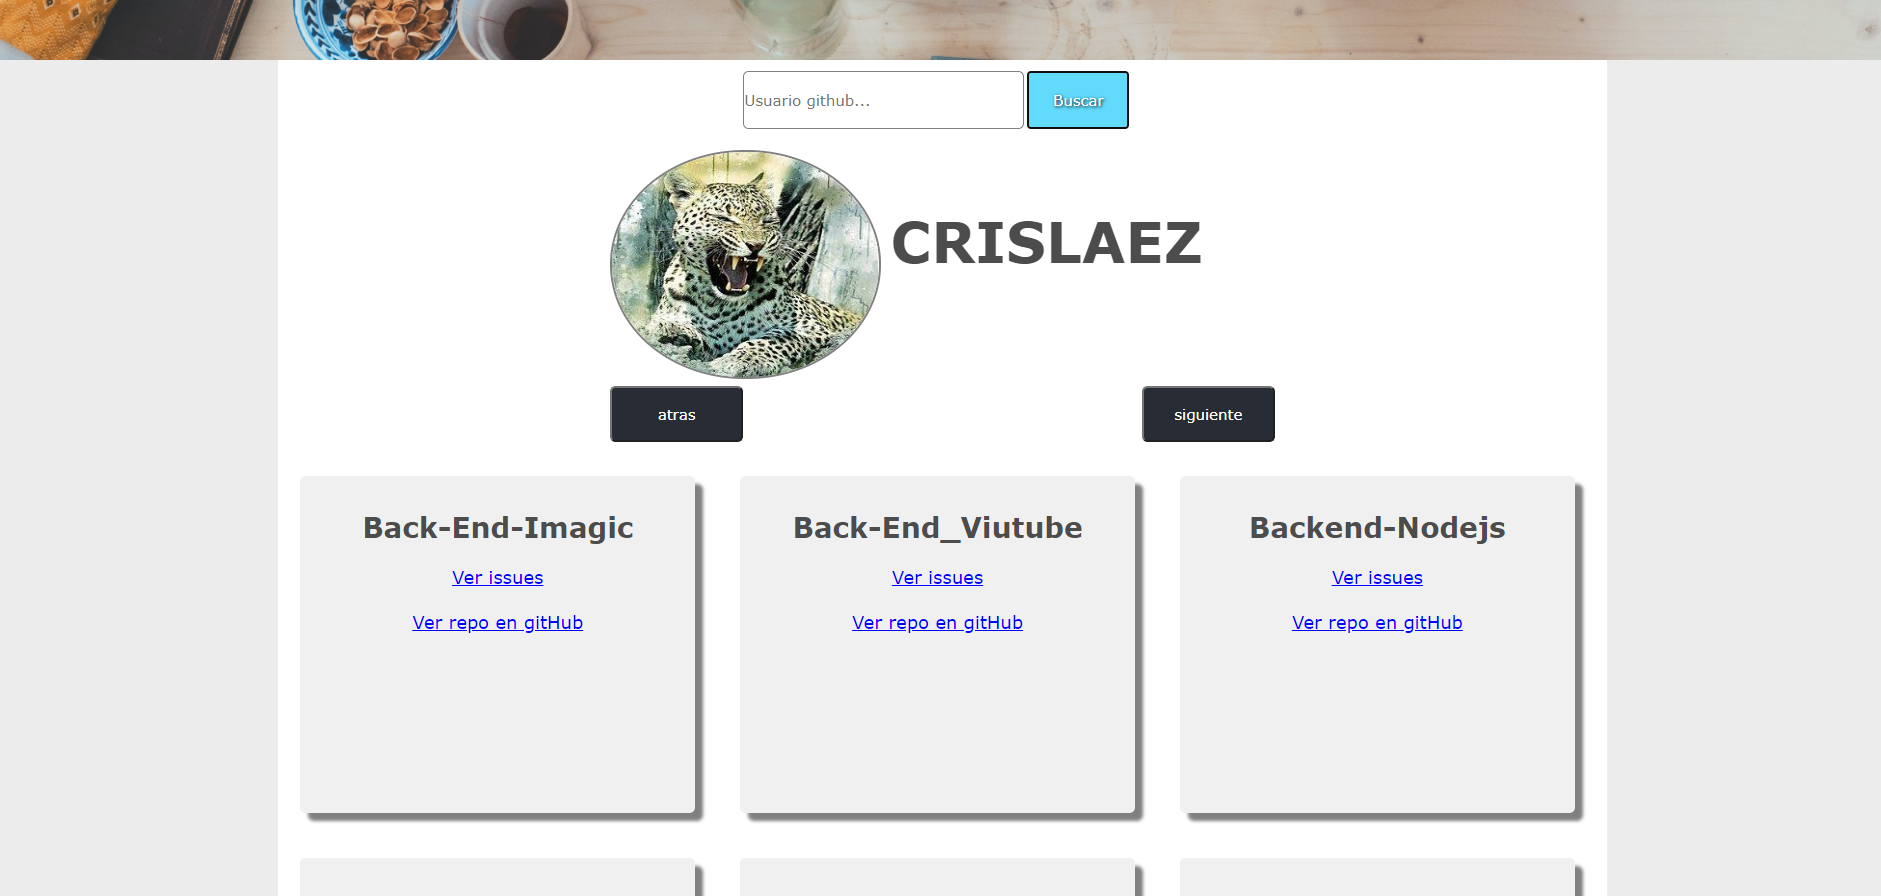 Usuario github...
Buscar
CRISLAEZ
atras
siguiente
Back-End-Imagic
Ver issues
Ver repo en gitHub
Back-End_Viutube
Ver issues
Ver repo en gitHub
Backend-Nodejs
Ver issues
Ver repo en gitHub